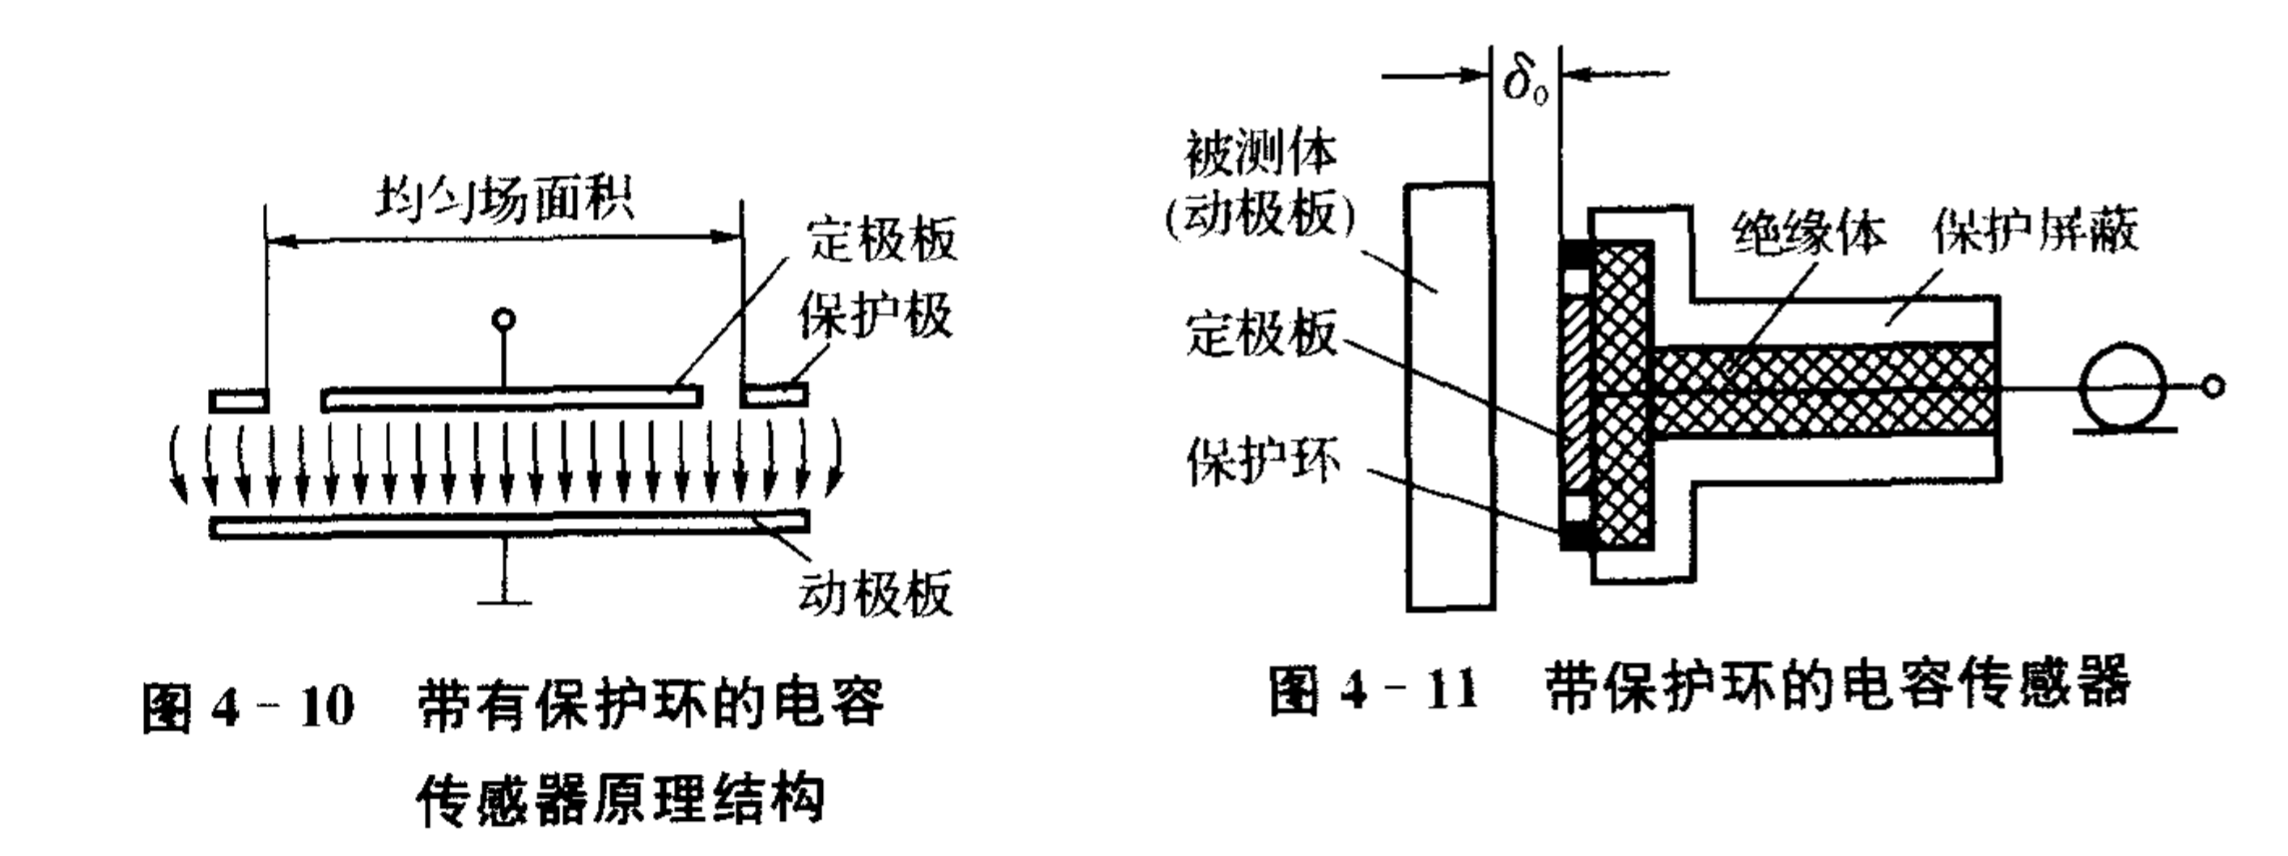 均匀场面积
定极板
保护极
动极板
图 4-10 带有保护环的电容
传感器原理结构
δ₀
被测体
(动极板)
定极板
保护环
绝缘体
保护屏蔽
图 4-11 带保护环的电容传感器